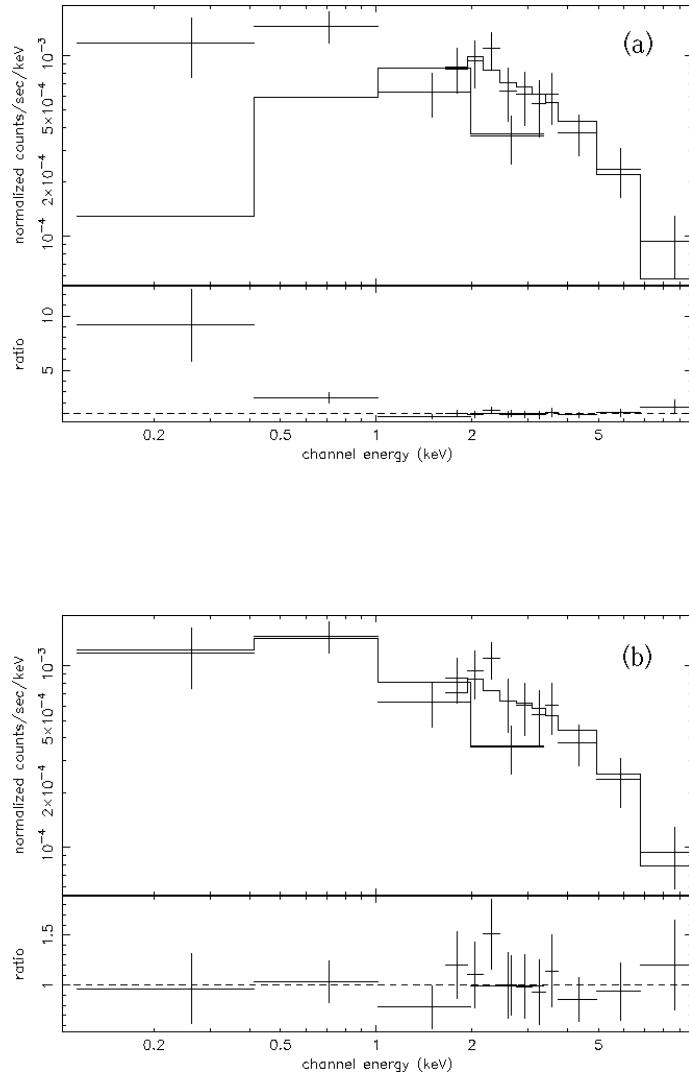 (a)
normalized counts/sec/keV
10⁻³
5×10⁻⁴
2×10⁻⁴
10⁻⁴
ratio
10
5
0.2 0.5 1 2 5
channel energy (keV)
(b)
normalized counts/sec/keV
10⁻³
5×10⁻⁴
2×10⁻⁴
10⁻⁴
ratio
1.5
1
0.2 0.5 1 2 5
channel energy (keV)